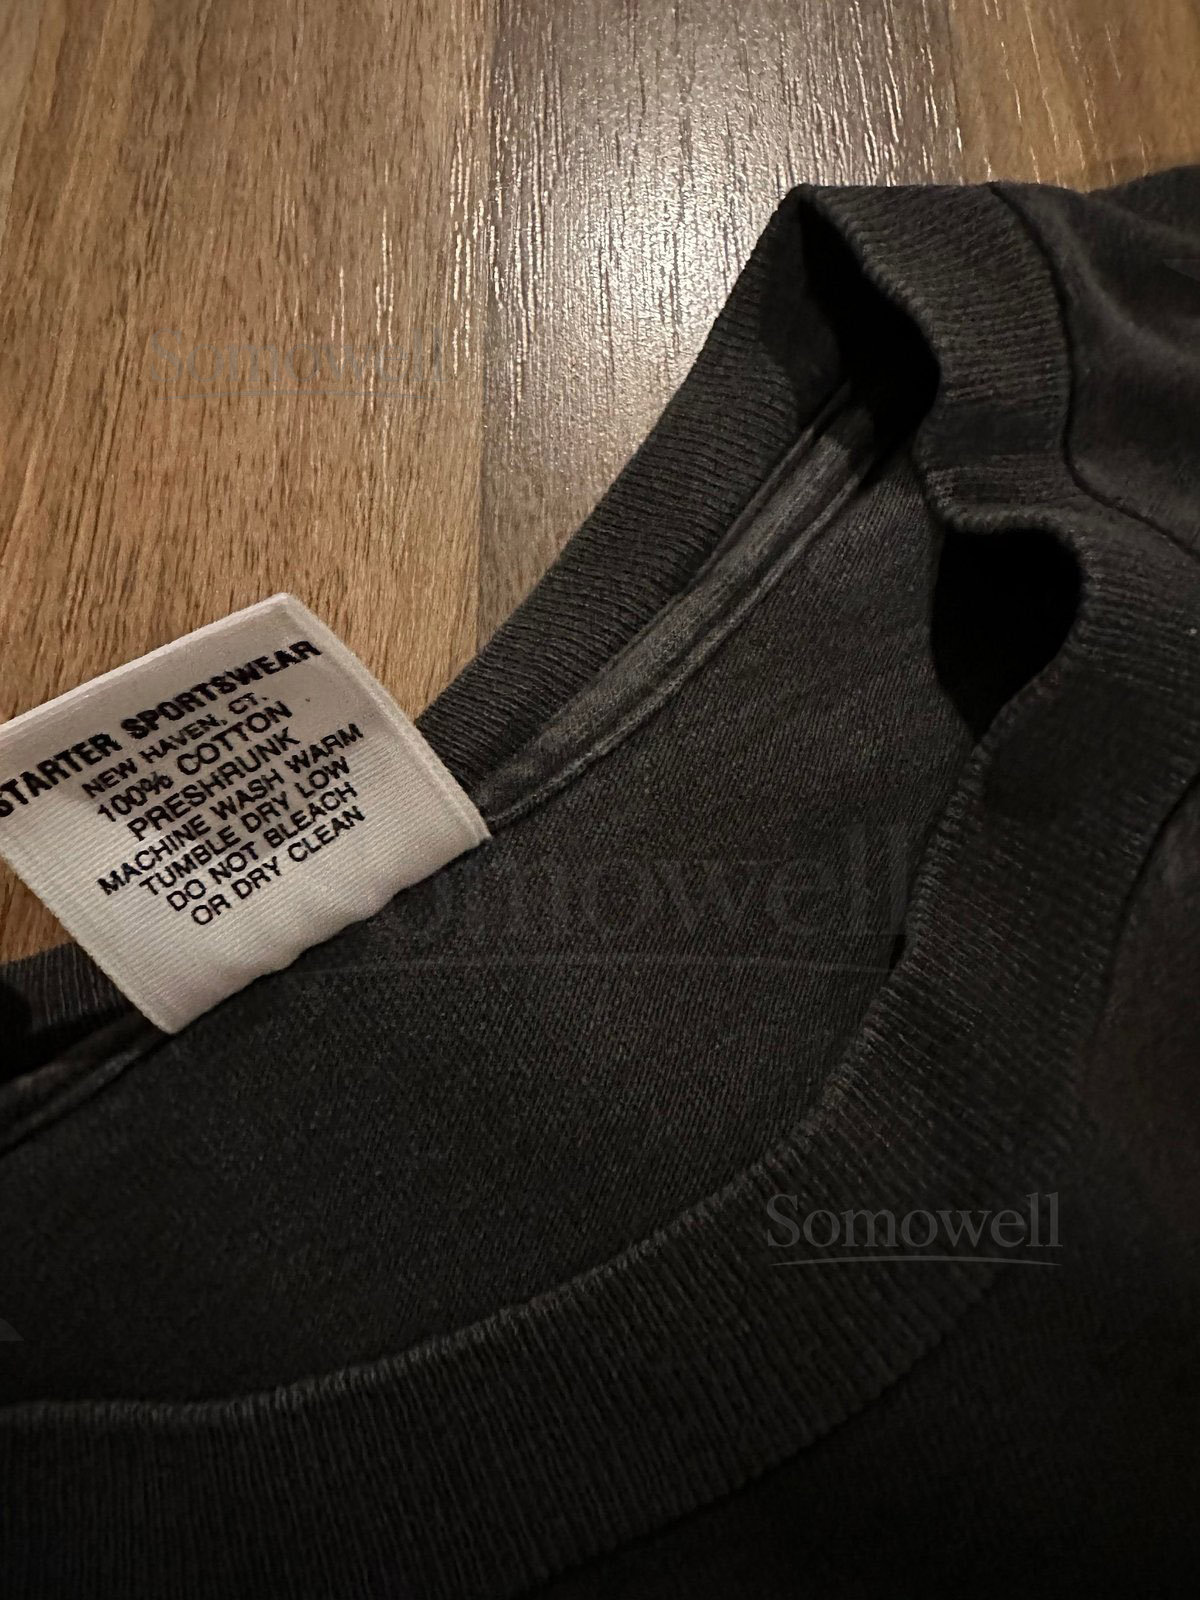 Somowell
STARTER SPORTSWEAR
NEW HAVEN, CT.
100% COTTON
PRESHRUNK
MACHINE WASH WARM
TUMBLE DRY LOW
DO NOT BLEACH
OR DRY CLEAN
Somowell
Somowell